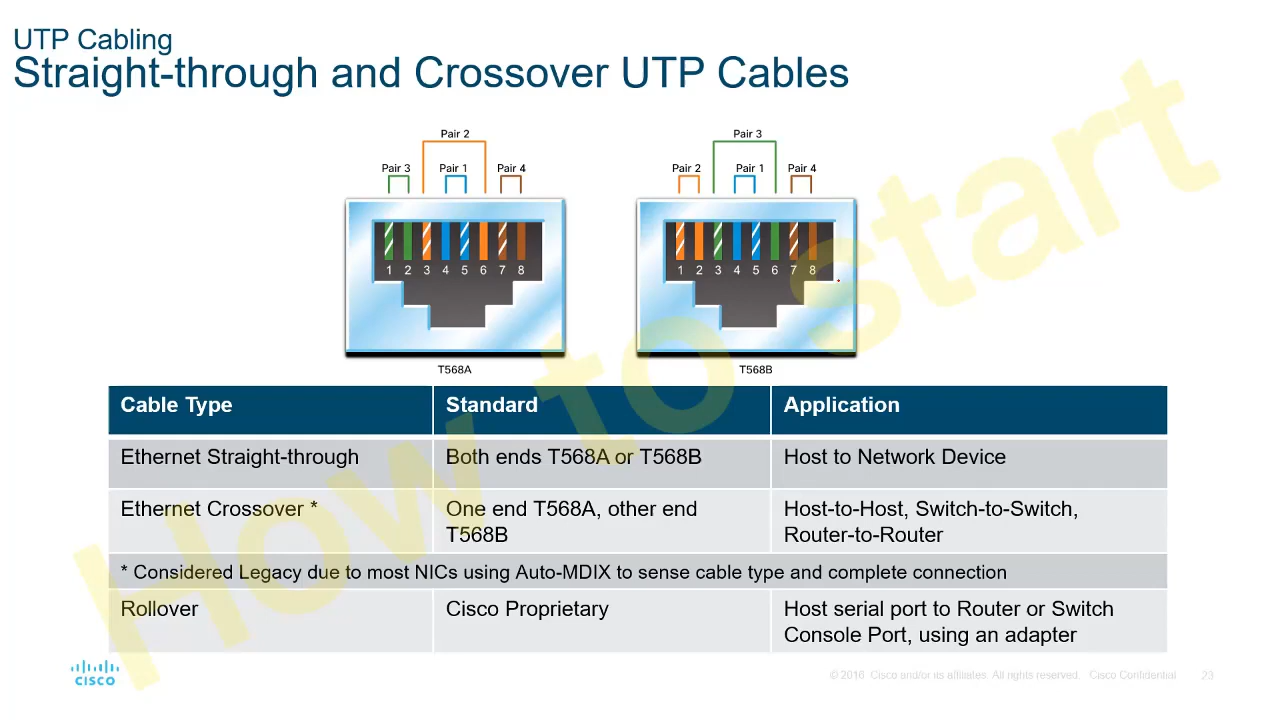 UTP Cabling
Straight-through and Crossover UTP Cables
Pair 2
Pair 3 Pair 1 Pair 4
1 2 3 4 5 6 7 8
T568A
Pair 3
Pair 2 Pair 1 Pair 4
1 2 3 4 5 6 7 8
T568B
Cable Type Standard Application
Ethernet Straight-through Both ends T568A or T568B Host to Network Device
Ethernet Crossover * One end T568A, other end Host-to-Host, Switch-to-Switch,
T568B Router-to-Router
* Considered Legacy due to most NICs using Auto-MDIX to sense cable type and complete connection
Rollover Cisco Proprietary Host serial port to Router or Switch
Console Port, using an adapter
How to start
CISCO
© 2016 Cisco and/or its affiliates. All rights reserved. Cisco Confidential 23